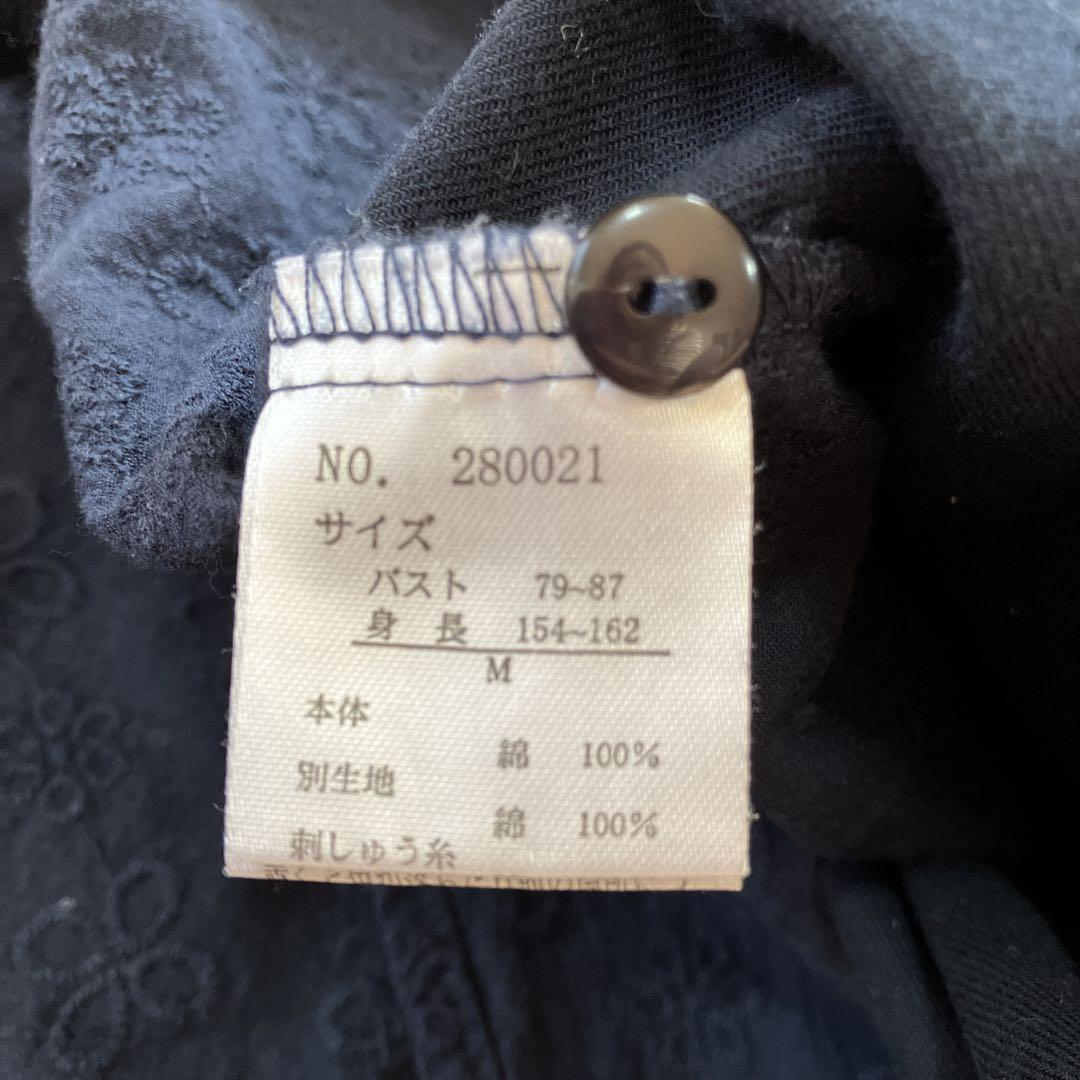 NO. 280021
サイズ
バスト 79~87
身 長 154~162
M
本体
綿 100%
別生地
綿 100%
刺しゅう糸